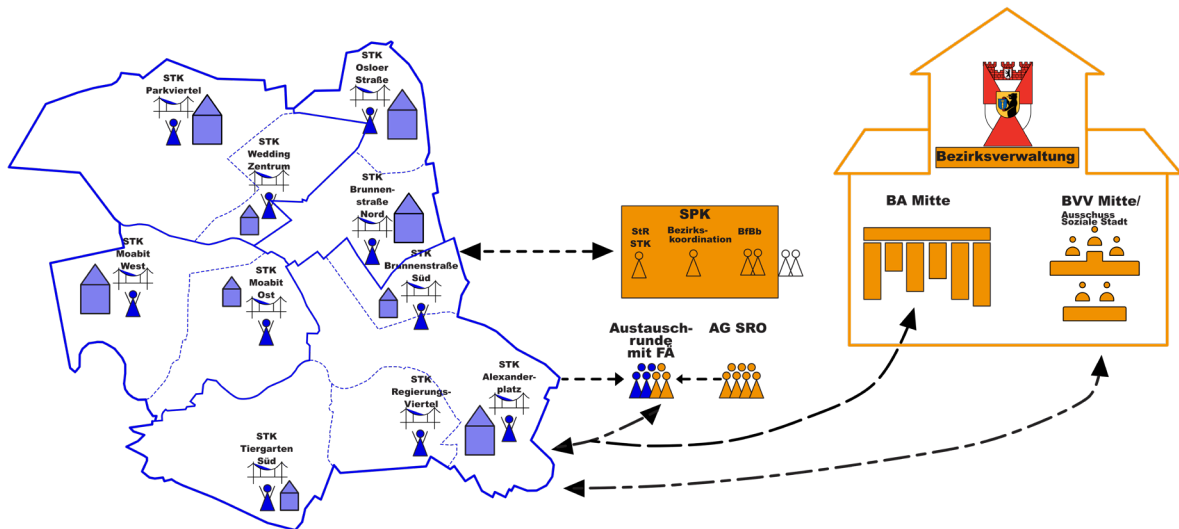 STK
Parkviertel
STK
Osloer
Straße
STK
Wedding
Zentrum
STK
Brunnen-
straße
Nord
STK
Moabit
West
STK
Moabit
Ost
STK
Brunnenstraße
Süd
STK
Regierungs-
Viertel
STK
Alexander-
platz
STK
Tiergarten
Süd
SPK
StR
STK
Bezirks-
koordination
BfBb
Austausch-
runde
mit FÄ
AG SRO
Bezirksverwaltung
BA Mitte
BVV Mitte/
Ausschuss
Soziale Stadt